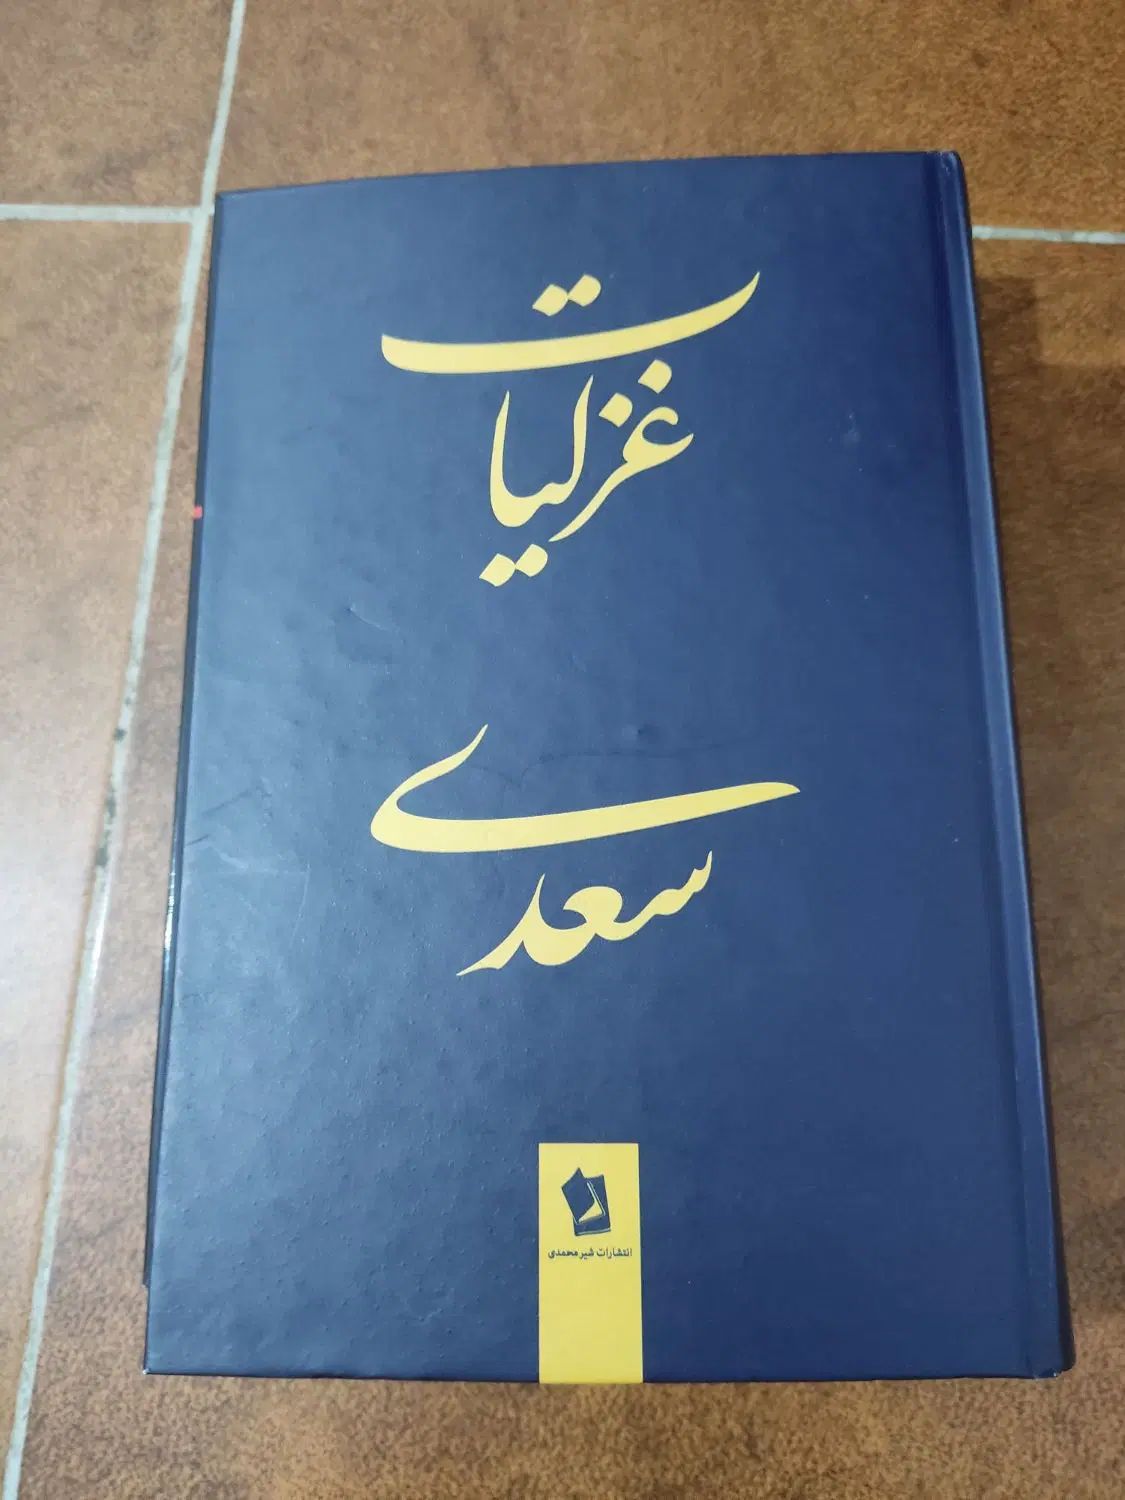 غزلیات
سعدی
انتشارات شیرمحمدی